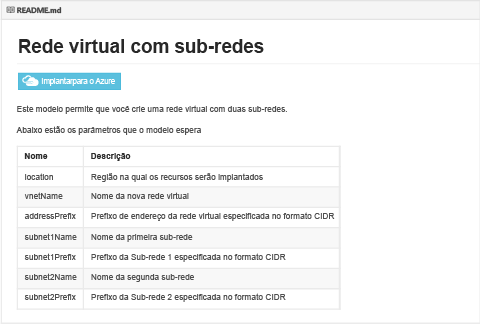 README.md
Rede virtual com sub-redes
Implantarpara o Azure
Este modelo permite que você crie uma rede virtual com duas sub-redes.
Abaixo estão os parâmetros que o modelo espera
Nome Descrição
location Região na qual os recursos serão implantados
vnetName Nome da nova rede virtual
addressPrefix Prefixo de endereço da rede virtual especificada no formato CIDR
subnet1Name Nome da primeira sub-rede
subnet1Prefix Prefixo da Sub-rede 1 especificada no formato CIDR
subnet2Name Nome da segunda sub-rede
subnet2Prefix Prefixo da Sub-rede 2 especificada no formato CIDR